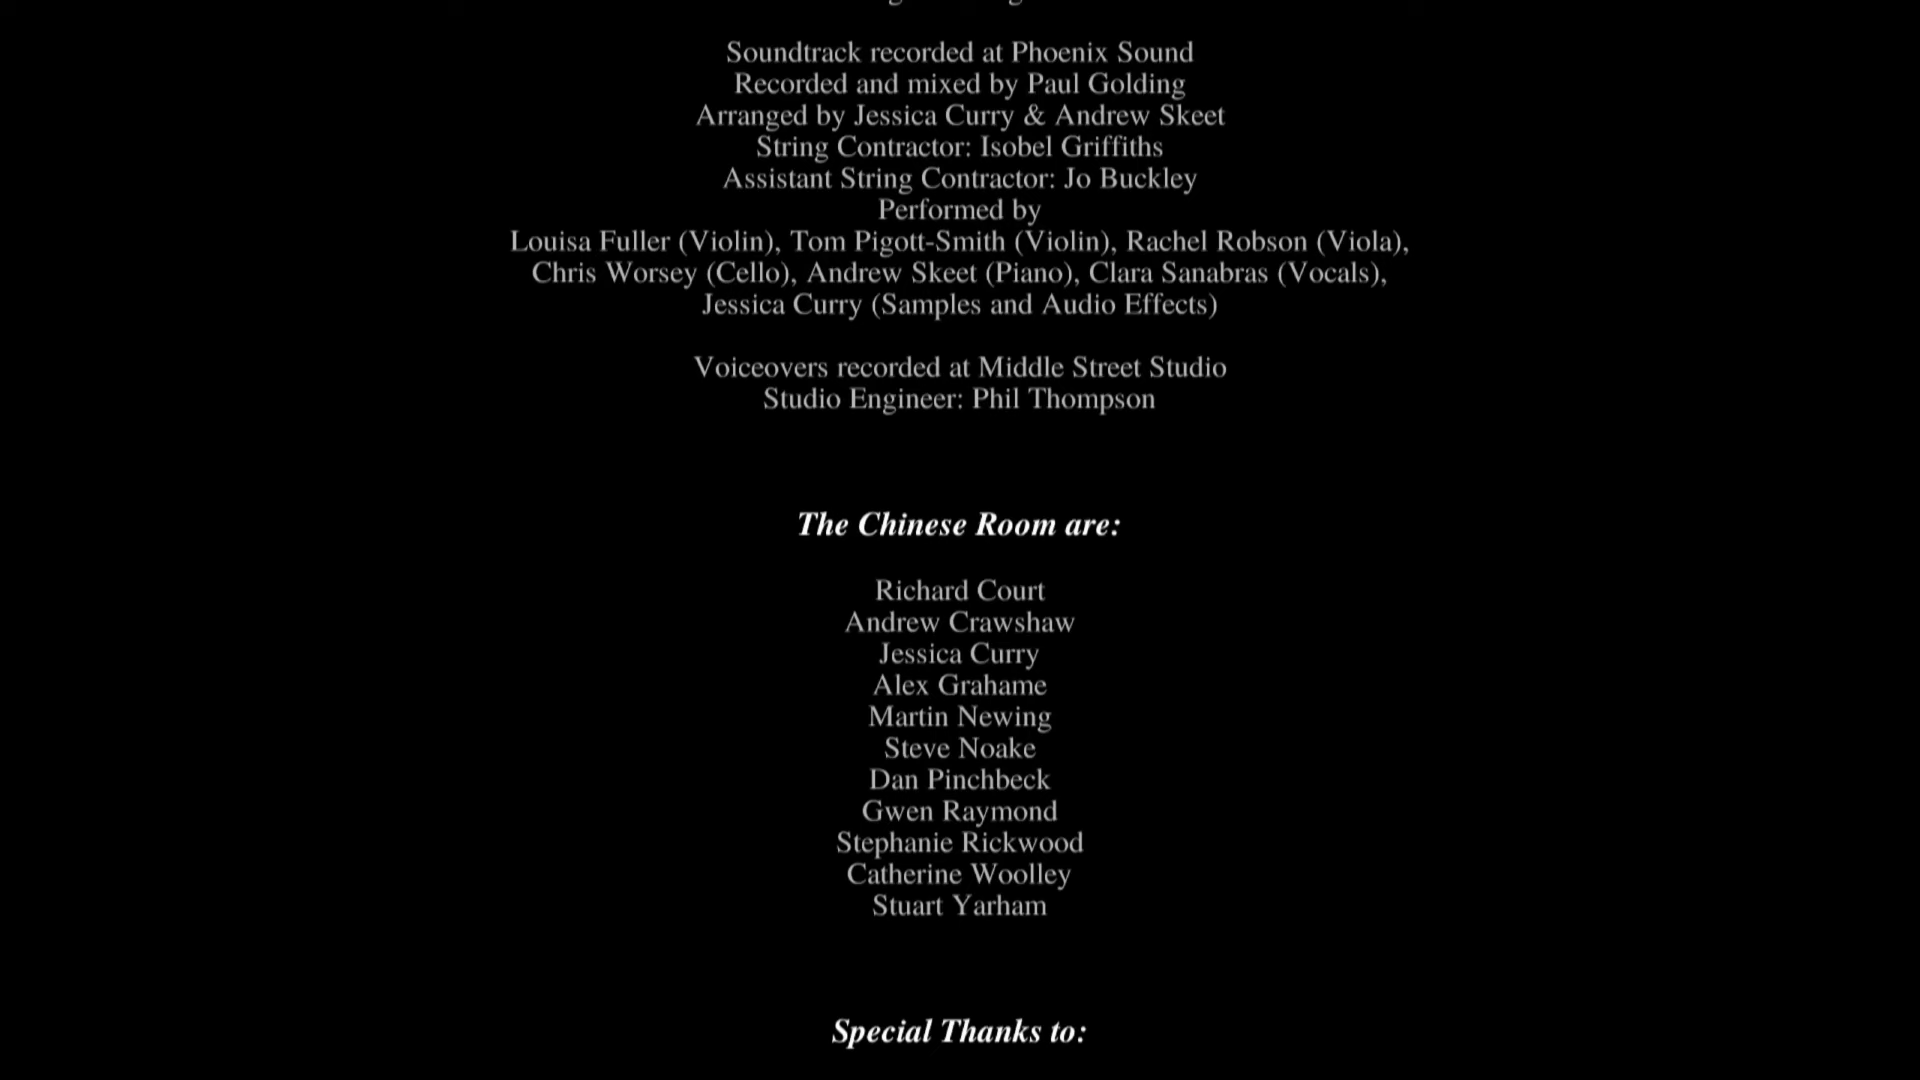 Soundtrack recorded at Phoenix Sound
Recorded and mixed by Paul Golding
Arranged by Jessica Curry & Andrew Skeet
String Contractor: Isobel Griffiths
Assistant String Contractor: Jo Buckley
Performed by
Louisa Fuller (Violin), Tom Pigott-Smith (Violin), Rachel Robson (Viola),
Chris Worsey (Cello), Andrew Skeet (Piano), Clara Sanabras (Vocals),
Jessica Curry (Samples and Audio Effects)
Voiceovers recorded at Middle Street Studio
Studio Engineer: Phil Thompson
The Chinese Room are:
Richard Court
Andrew Crawshaw
Jessica Curry
Alex Grahame
Martin Newing
Steve Noake
Dan Pinchbeck
Gwen Raymond
Stephanie Rickwood
Catherine Woolley
Stuart Yarham
Special Thanks to: